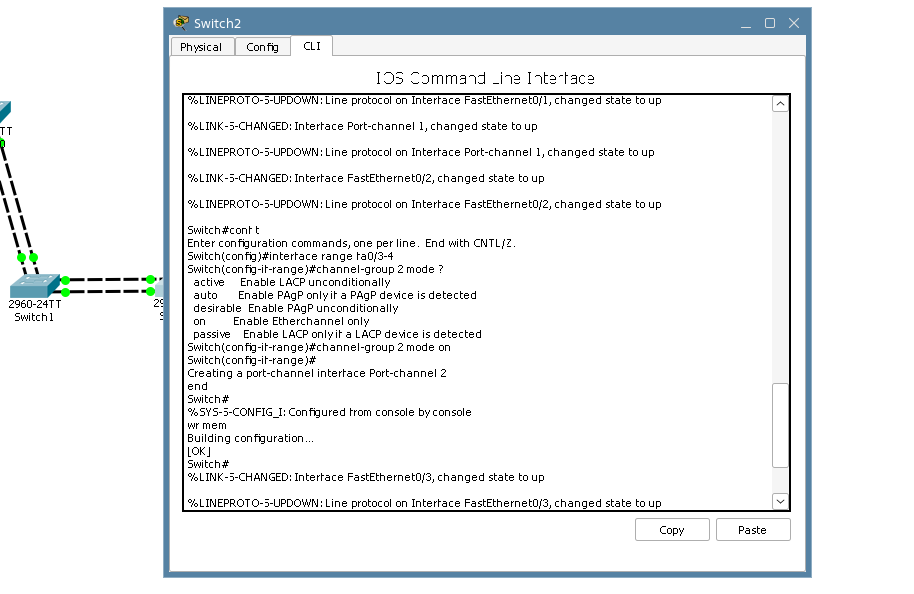 Switch2
Physical
Config
CLI
IOS Command Line Interface
%LINEPROTO-5-UPDOWN: Line protocol on Interface FastEthernet0/1, changed state to up
%LINK-5-CHANGED: Interface Port-channel 1, changed state to up
%LINEPROTO-5-UPDOWN: Line protocol on Interface Port-channel 1, changed state to up
%LINK-5-CHANGED: Interface FastEthernet0/2, changed state to up
%LINEPROTO-5-UPDOWN: Line protocol on Interface FastEthernet0/2, changed state to up
Switch#conf t
Enter configuration commands, one per line. End with CNTL/Z.
Switch(config)#interface range fa0/3-4
Switch(config-if-range)#channel-group 2 mode ?
active Enable LACP unconditionally
auto Enable PAgP only if a PAgP device is detected
desirable Enable PAgP unconditionally
on Enable Etherchannel only
passive Enable LACP only if a LACP device is detected
Switch(config-if-range)#channel-group 2 mode on
Switch(config-if-range)#
Creating a port-channel interface Port-channel 2
end
Switch#
%SYS-5-CONFIG_I: Configured from console by console
wr mem
Building configuration...
[OK]
Switch#
%LINK-5-CHANGED: Interface FastEthernet0/3, changed state to up
%LINEPROTO-5-UPDOWN: Line protocol on Interface FastEthernet0/3, changed state to up
Copy
Paste
TT
0
2960-24TT
Switch1
29
S